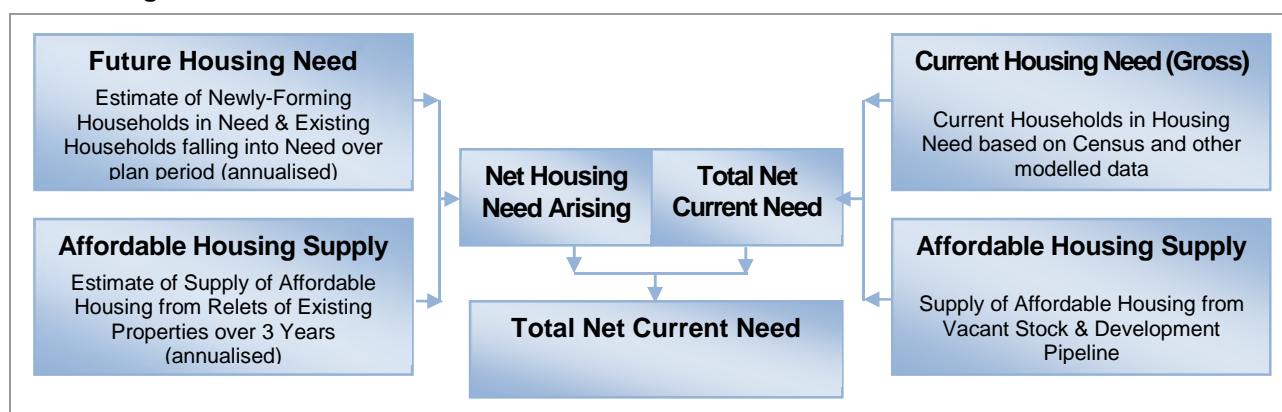 Future Housing Need
Estimate of Newly-Forming
Households in Need & Existing
Households falling into Need over
plan period (annualised)
Affordable Housing Supply
Estimate of Supply of Affordable
Housing from Relets of Existing
Properties over 3 Years
(annualised)
Net Housing
Need Arising
Total Net
Current Need
Total Net Current Need
Current Housing Need (Gross)
Current Households in Housing
Need based on Census and other
modelled data
Affordable Housing Supply
Supply of Affordable Housing from
Vacant Stock & Development
Pipeline